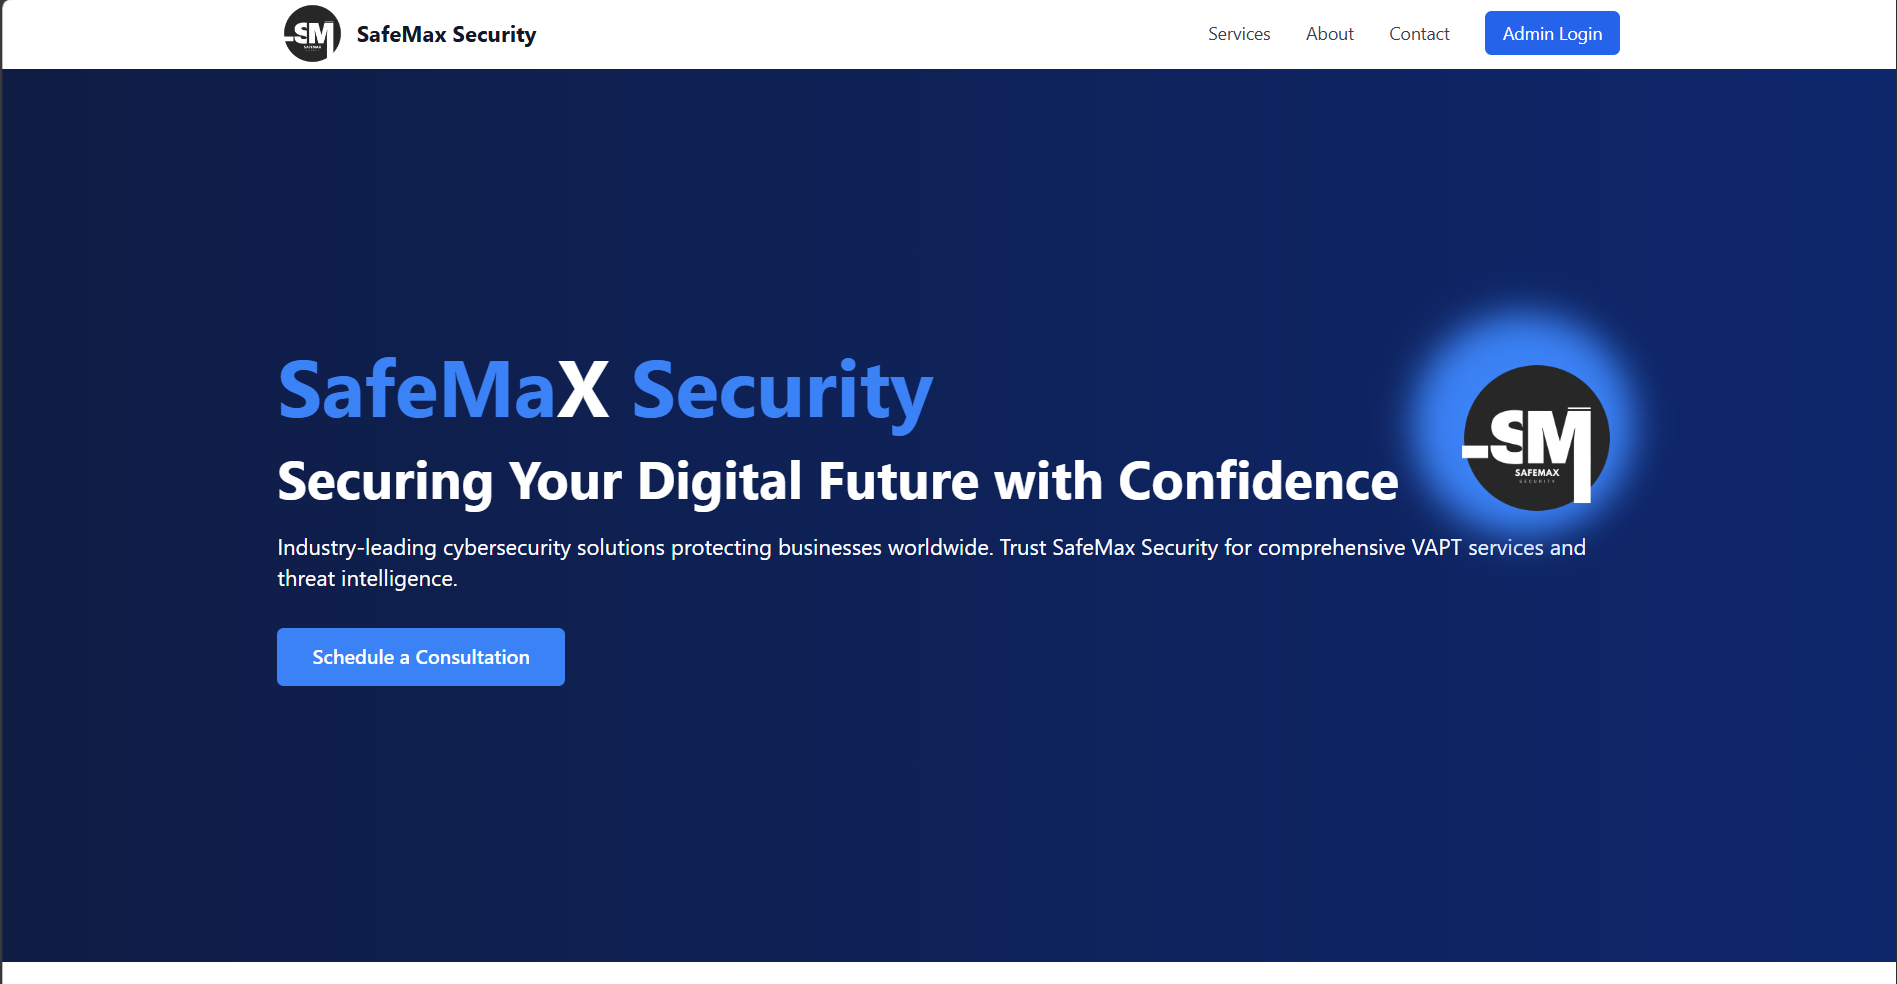 SM
SAFEMAX
SafeMax Security
Services
About
Contact
Admin Login
SafeMaX Security
Securing Your Digital Future with Confidence
SM
SAFEMAX
SECURITY
Industry-leading cybersecurity solutions protecting businesses worldwide. Trust SafeMax Security for comprehensive VAPT services and
threat intelligence.
Schedule a Consultation